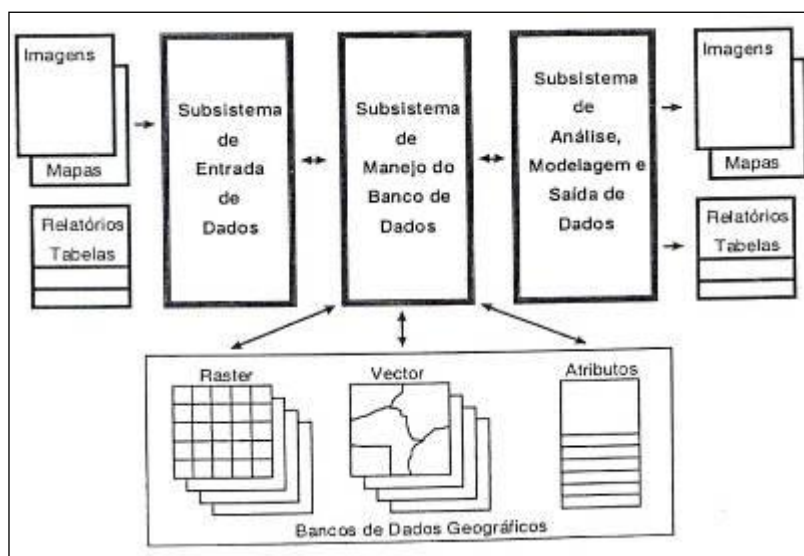 Imagens
Mapas
Relatórios
Tabelas
Subsistema
de
Entrada
de
Dados
Subsistema
de
Manejo do
Banco de
Dados
Subsistema
de
Análise,
Modelagem e
Saída de
Dados
Imagens
Mapas
Relatórios
Tabelas
Raster
Vector
Atributos
Bancos de Dados Geográficos